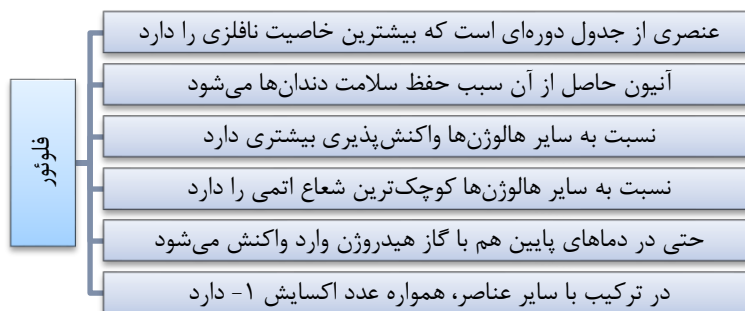 فلوئور
عنصری از جدول دوره‌ای است که بیشترین خاصیت نافلزی را دارد
آنیون حاصل از آن سبب حفظ سلامت دندان‌ها می‌شود
نسبت به سایر هالوژن‌ها واکنش‌پذیری بیشتری دارد
نسبت به سایر هالوژن‌ها کوچک‌ترین شعاع اتمی را دارد
حتی در دماهای پایین هم با گاز هیدروژن وارد واکنش می‌شود
در ترکیب با سایر عناصر، همواره عدد اکسایش ۱- دارد